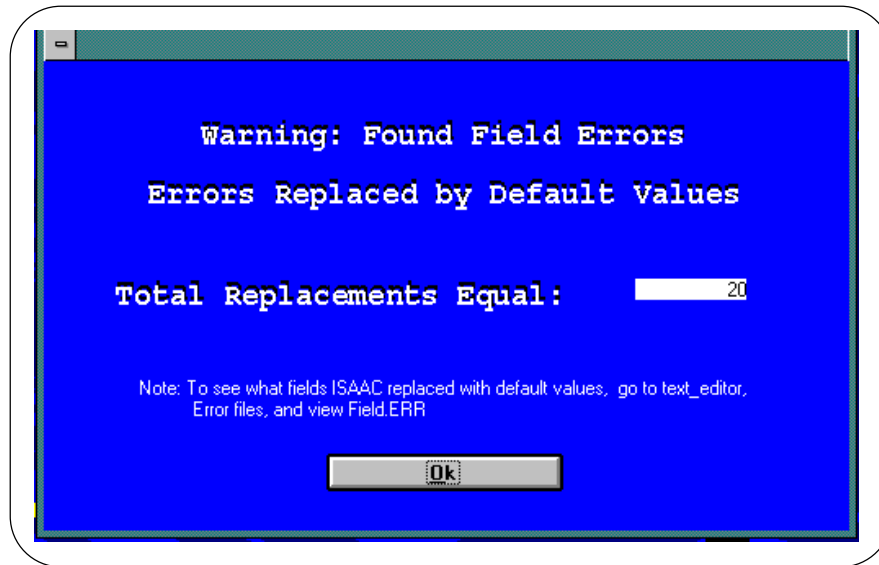 Warning: Found Field Errors
Errors Replaced by Default Values
Total Replacements Equal: 20
Note: To see what fields ISAAC replaced with default values, go to text_editor,
Error files, and view Field.ERR
Ok